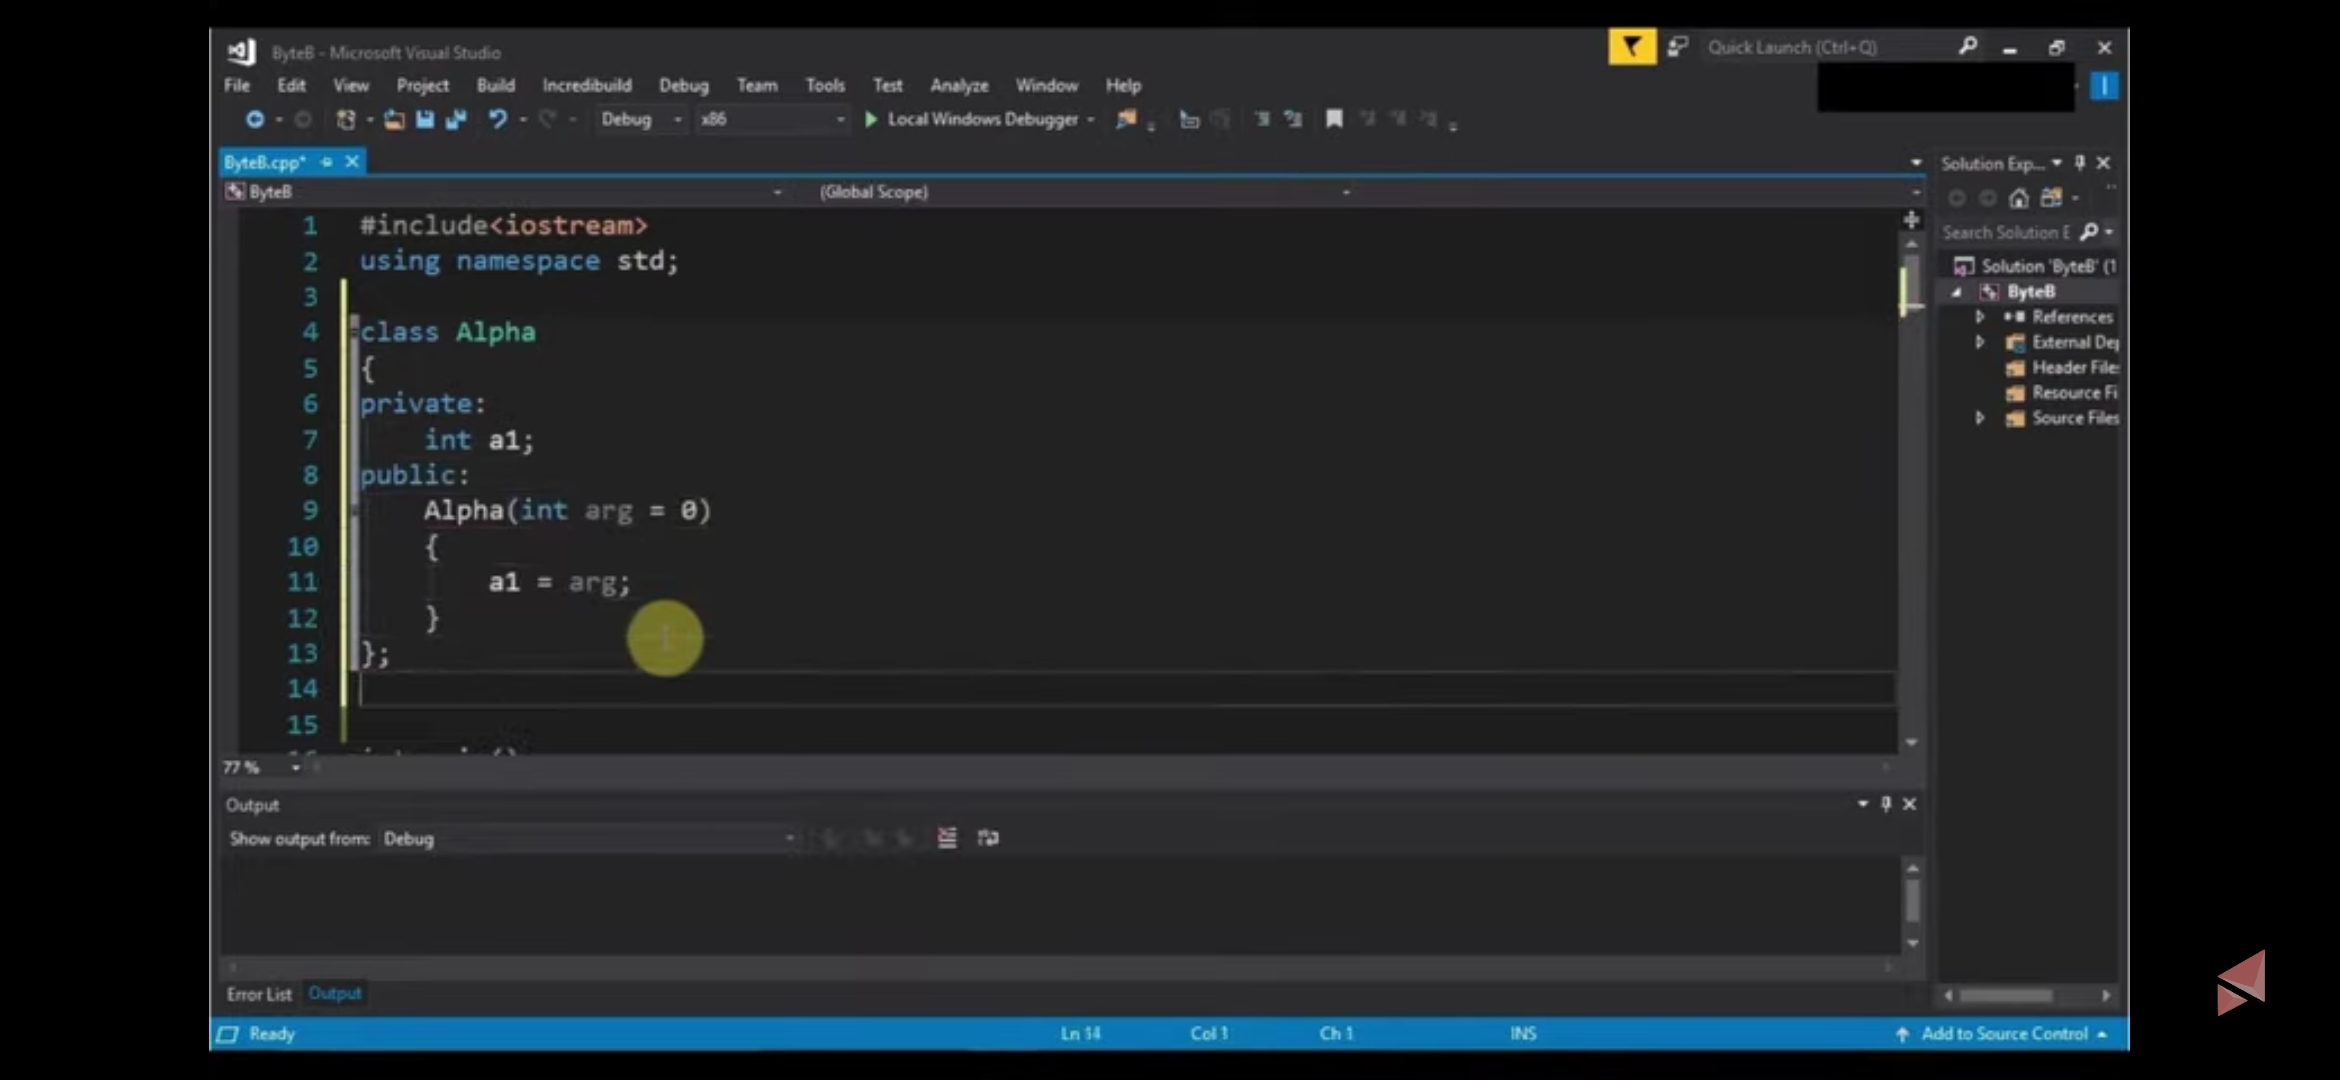 ByteB - Microsoft Visual Studio
Quick Launch (Ctrl+Q)
File Edit View Project Build Incredibuild Debug Team Tools Test Analyze Window Help
Debug x86 Local Windows Debugger
ByteB.cpp*
Solution Exp...
ByteB (Global Scope)
Search Solution E
Solution 'ByteB' (1
ByteB
References
External Dep
Header Files
Resource Fi
Source Files
1 #include<iostream>
2 using namespace std;
3
4 class Alpha
5 {
6 private:
7 int a1;
8 public:
9 Alpha(int arg = 0)
10 {
11 a1 = arg;
12 }
13 };
14
15
77 %
Output
Show output from: Debug
Error List Output
Ready Ln 14 Col 1 Ch 1 INS Add to Source Control